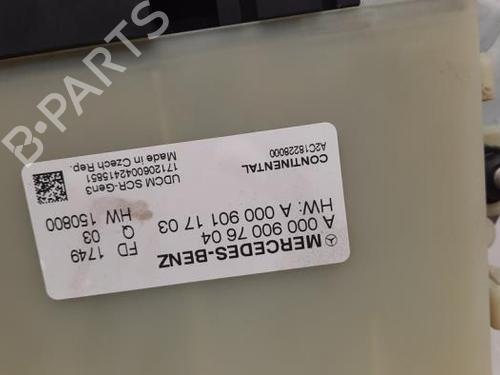 MERCEDES-BENZ
A 000 900 76 04
HW: A 000 901 17 03
CONTINENTAL
A2C18228000
FD 1749
Q 03
HW 150800
UDCM SCR-Gen3
1712060042415851
Made in Czech Rep.
B-PARTS